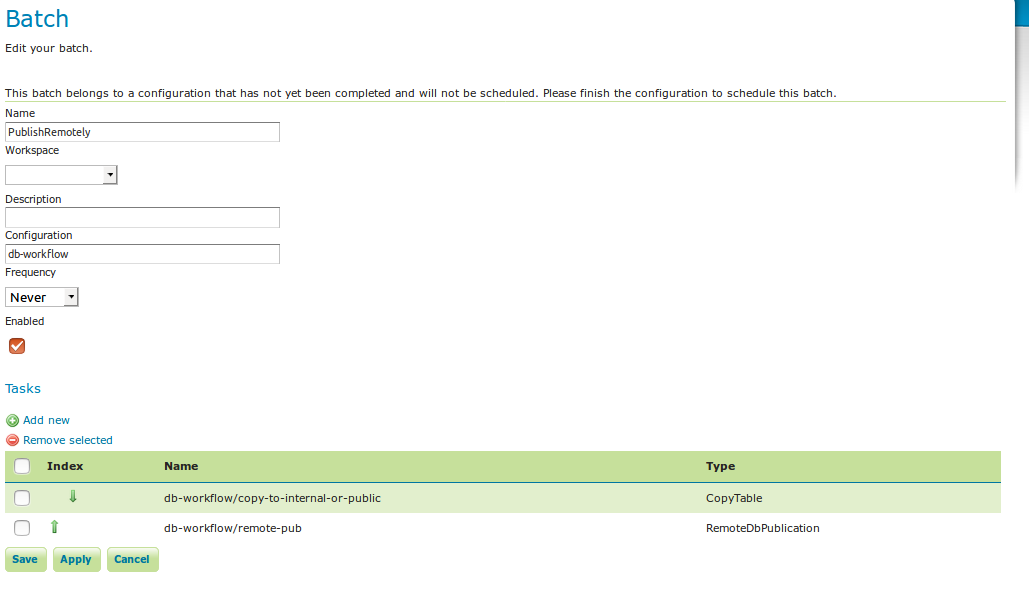 Batch
Edit your batch.
This batch belongs to a configuration that has not yet been completed and will not be scheduled. Please finish the configuration to schedule this batch.
Name
PublishRemotely
Workspace
Description
Configuration
db-workflow
Frequency
Never
Enabled
Tasks
Add new
Remove selected
Index Name Type
db-workflow/copy-to-internal-or-public CopyTable
db-workflow/remote-pub RemoteDbPublication
Save Apply Cancel